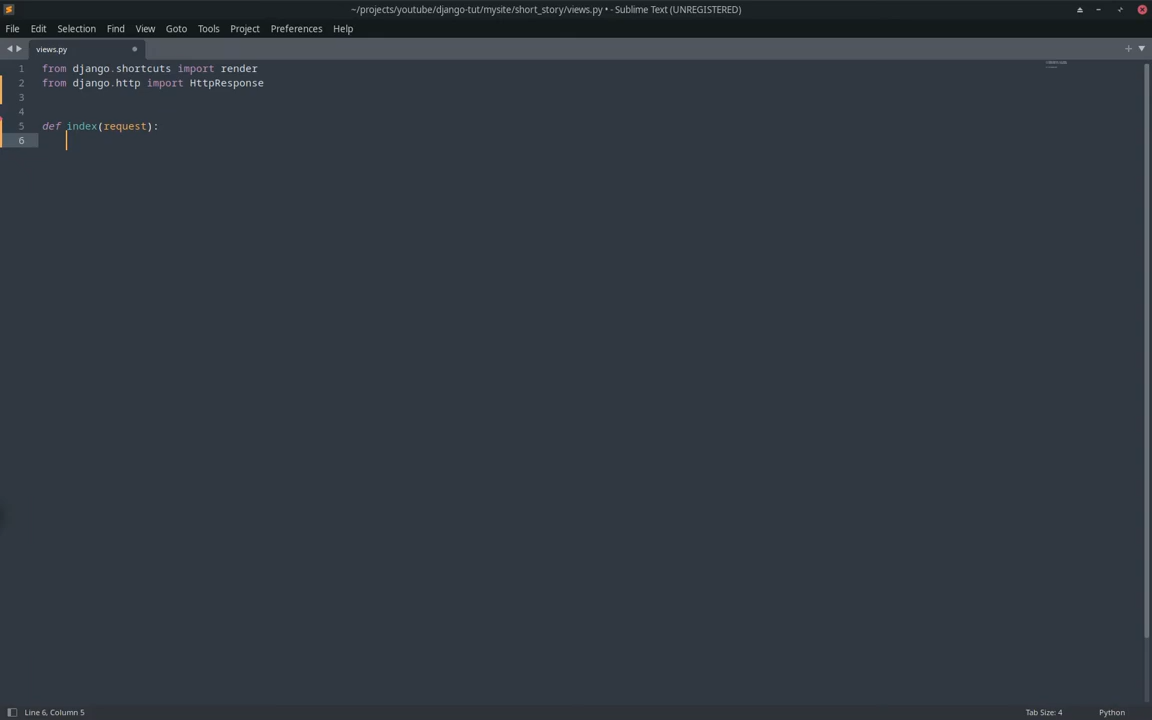 ~/projects/youtube/django-tut/mysite/short_story/views.py • - Sublime Text (UNREGISTERED)
File Edit Selection Find View Goto Tools Project Preferences Help
views.py
1 from django.shortcuts import render
2 from django.http import HttpResponse
3
4
5 def index(request):
6
Line 6, Column 5 Tab Size: 4 Python